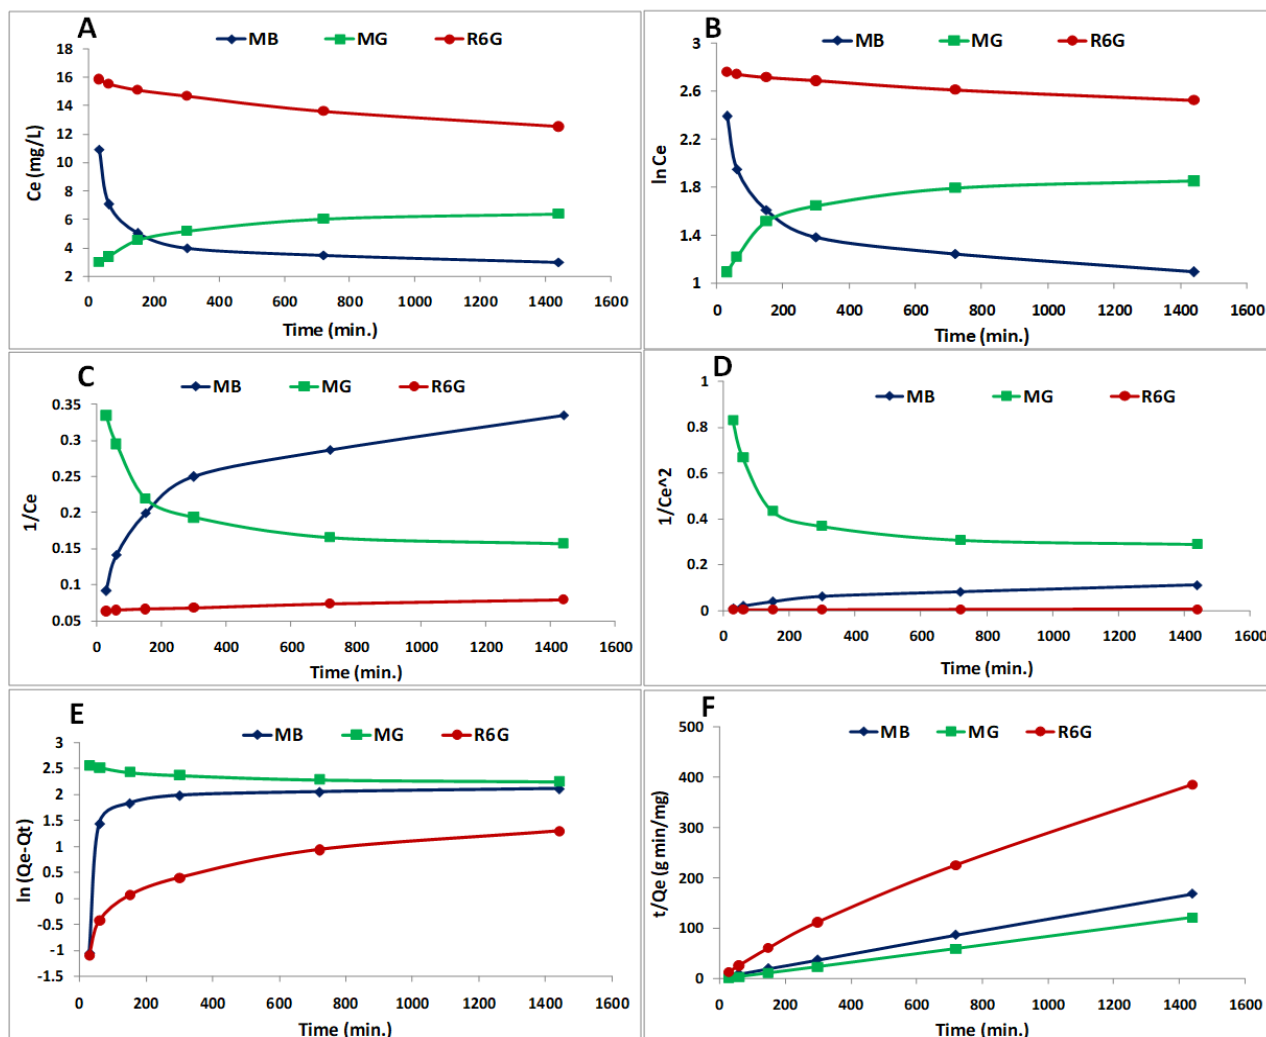 A
MB MG R6G
Ce (mg/L)
18
16
14
12
10
8
6
4
2
0 200 400 600 800 1000 1200 1400 1600
Time (min.)
B
MB MG R6G
ln Ce
3
2.6
2.2
1.8
1.4
1
0 200 400 600 800 1000 1200 1400 1600
Time (min.)
C
MB MG R6G
1/Ce
0.35
0.3
0.25
0.2
0.15
0.1
0.05
0 200 400 600 800 1000 1200 1400 1600
Time (min.)
D
MB MG R6G
1/Ce^2
1
0.8
0.6
0.4
0.2
0
0 200 400 600 800 1000 1200 1400 1600
Time (min.)
E
MB MG R6G
ln (Qe-Qt)
3
2.5
2
1.5
1
0.5
0
-0.5
-1
-1.5
0 200 400 600 800 1000 1200 1400 1600
Time (min.)
F
MB MG R6G
t/Qe (g min/mg)
500
400
300
200
100
0
0 200 400 600 800 1000 1200 1400 1600
Time (min.)